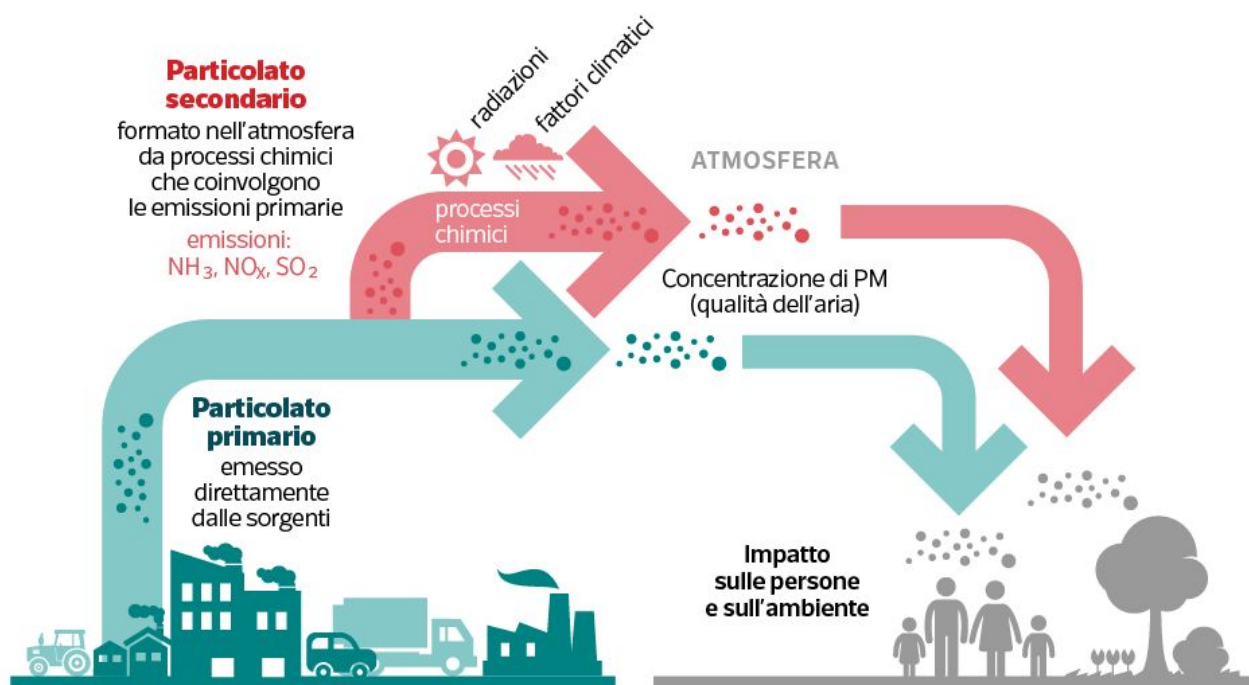 Particolato
secondario
formato nell'atmosfera
da processi chimici
che coinvolgono
le emissioni primarie
emissioni:
NH₃, NOₓ, SO₂
radiazioni
fattori climatici
processi
chimici
ATMOSFERA
Concentrazione di PM
(qualità dell'aria)
Particolato
primario
emesso
direttamente
dalle sorgenti
Impatto
sulle persone
e sull'ambiente